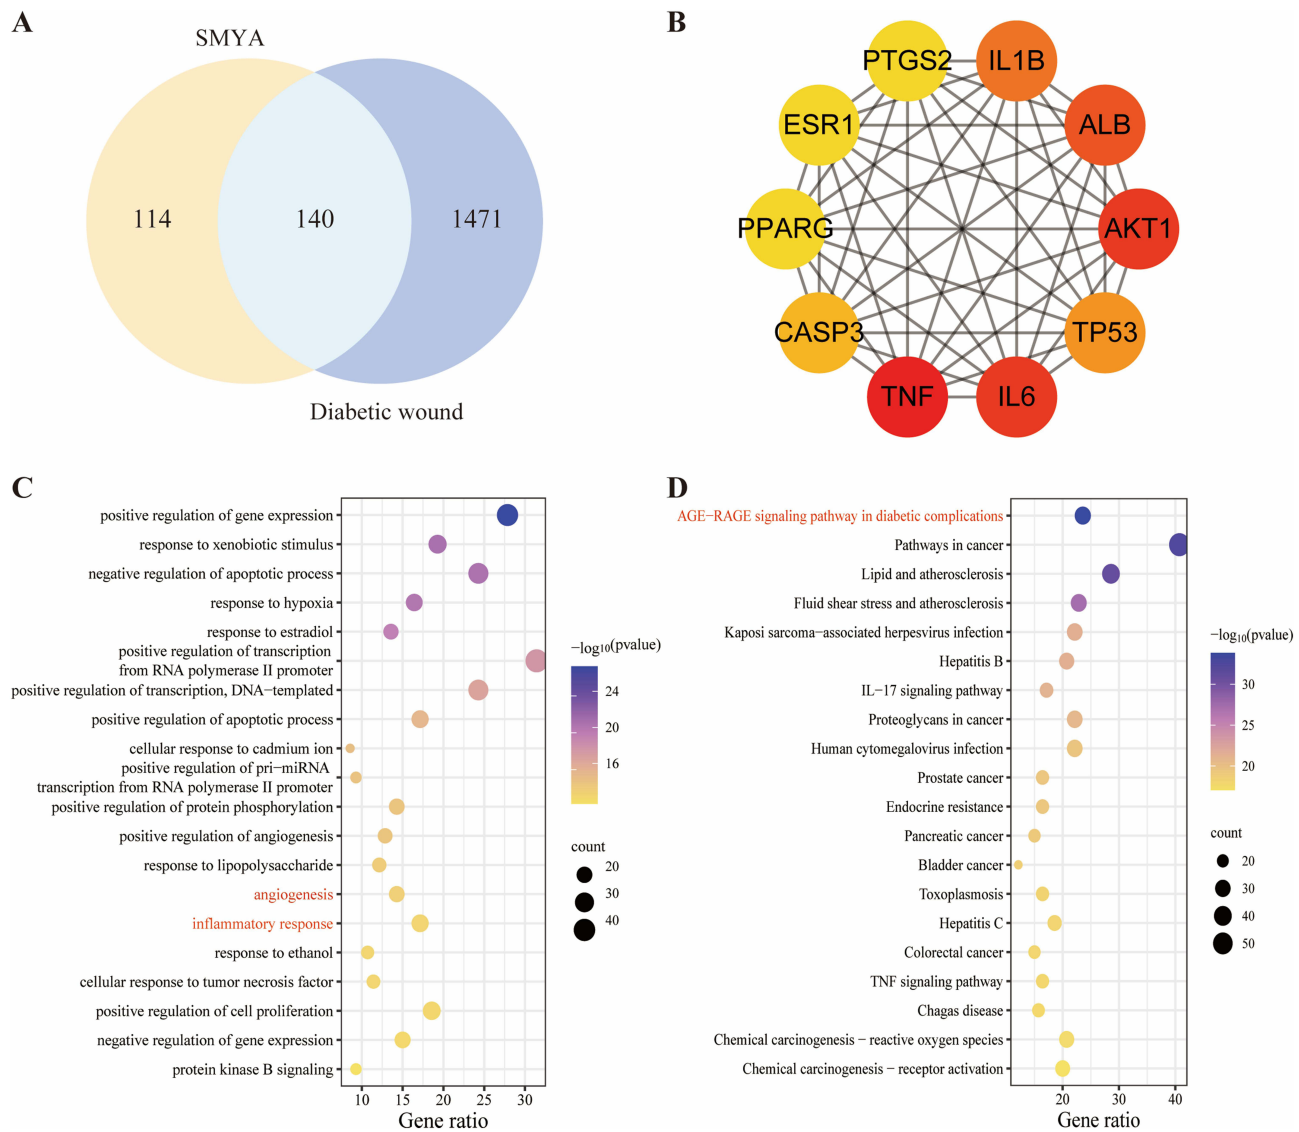 A
SMYA
114
140
1471
Diabetic wound
B
PTGS2
IL1B
ESR1
ALB
PPARG
AKT1
CASP3
TP53
TNF
IL6
C
positive regulation of gene expression
response to xenobiotic stimulus
negative regulation of apoptotic process
response to hypoxia
response to estradiol
positive regulation of transcription
from RNA polymerase II promoter
positive regulation of transcription, DNA−templated
positive regulation of apoptotic process
cellular response to cadmium ion
positive regulation of pri−miRNA
transcription from RNA polymerase II promoter
positive regulation of protein phosphorylation
positive regulation of angiogenesis
response to lipopolysaccharide
angiogenesis
inflammatory response
response to ethanol
cellular response to tumor necrosis factor
positive regulation of cell proliferation
negative regulation of gene expression
protein kinase B signaling
10 15 20 25 30
Gene ratio
−log10(pvalue)
24
20
16
count
20
30
40
D
AGE−RAGE signaling pathway in diabetic complications
Pathways in cancer
Lipid and atherosclerosis
Fluid shear stress and atherosclerosis
Kaposi sarcoma−associated herpesvirus infection
Hepatitis B
IL−17 signaling pathway
Proteoglycans in cancer
Human cytomegalovirus infection
Prostate cancer
Endocrine resistance
Pancreatic cancer
Bladder cancer
Toxoplasmosis
Hepatitis C
Colorectal cancer
TNF signaling pathway
Chagas disease
Chemical carcinogenesis − reactive oxygen species
Chemical carcinogenesis − receptor activation
20 30 40
Gene ratio
−log10(pvalue)
30
25
20
count
20
30
40
50